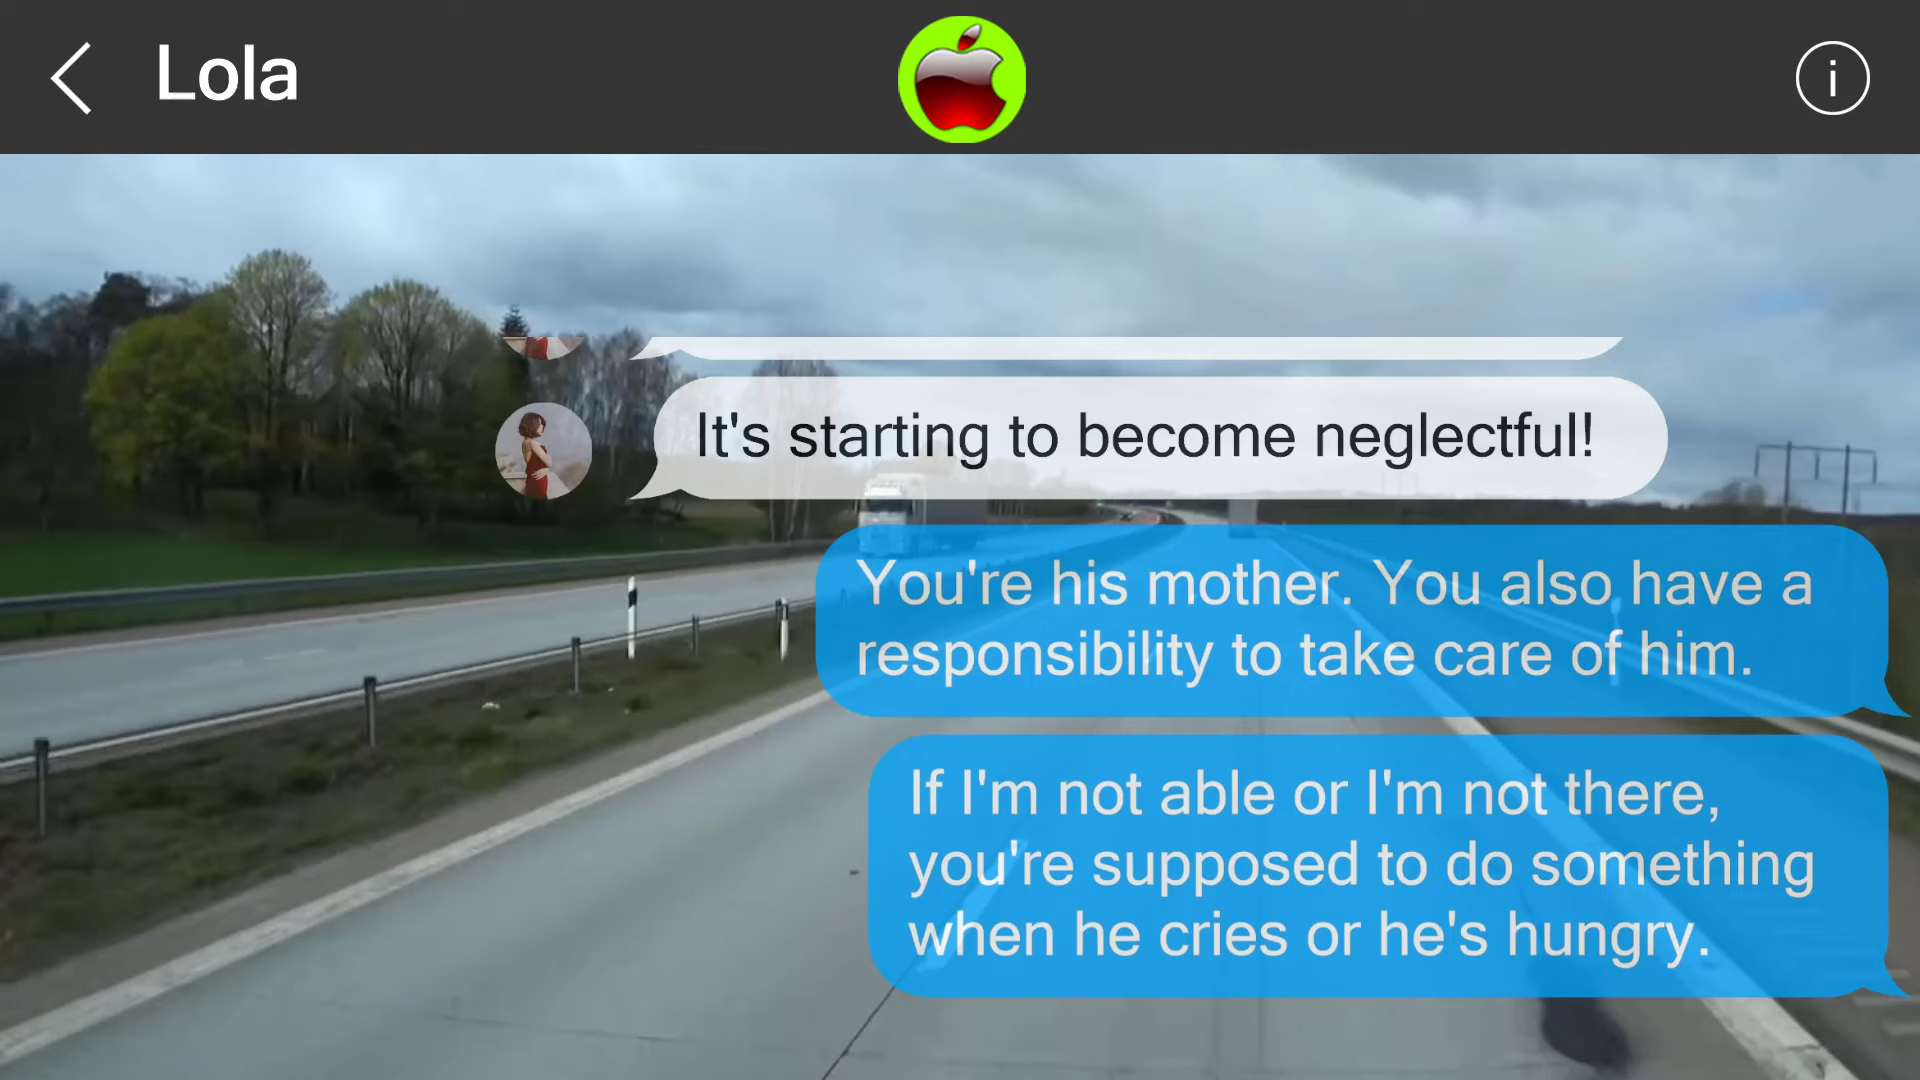 Lola
It's starting to become neglectful!
You're his mother. You also have a
responsibility to take care of him.
If I'm not able or I'm not there,
you're supposed to do something
when he cries or he's hungry.